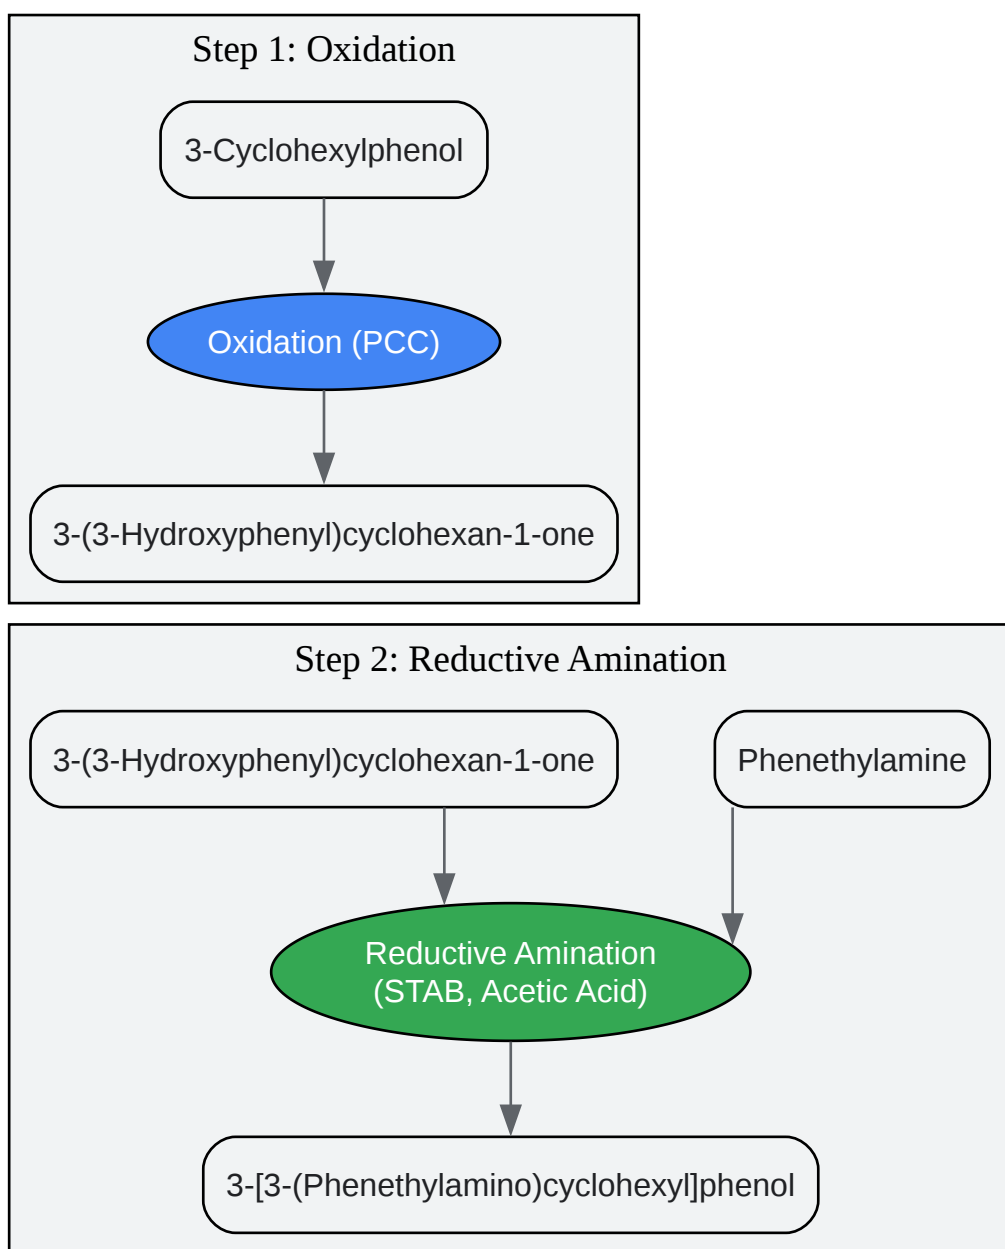 Step 1: Oxidation
3-Cyclohexylphenol
Oxidation (PCC)
3-(3-Hydroxyphenyl)cyclohexan-1-one
Step 2: Reductive Amination
3-(3-Hydroxyphenyl)cyclohexan-1-one
Phenethylamine
Reductive Amination
(STAB, Acetic Acid)
3-[3-(Phenethylamino)cyclohexyl]phenol